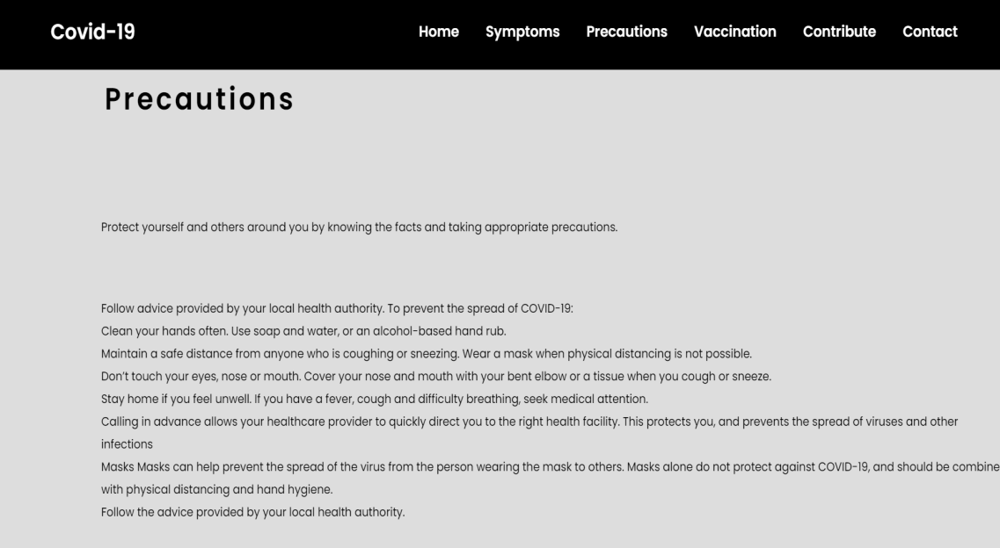 Covid-19 Home Symptoms Precautions Vaccination Contribute Contact
Precautions
Protect yourself and others around you by knowing the facts and taking appropriate precautions.
Follow advice provided by your local health authority. To prevent the spread of COVID-19:
Clean your hands often. Use soap and water, or an alcohol-based hand rub.
Maintain a safe distance from anyone who is coughing or sneezing. Wear a mask when physical distancing is not possible.
Don't touch your eyes, nose or mouth. Cover your nose and mouth with your bent elbow or a tissue when you cough or sneeze.
Stay home if you feel unwell. If you have a fever, cough and difficulty breathing, seek medical attention.
Calling in advance allows your healthcare provider to quickly direct you to the right health facility. This protects you, and prevents the spread of viruses and other
infections
Masks Masks can help prevent the spread of the virus from the person wearing the mask to others. Masks alone do not protect against COVID-19, and should be combine
with physical distancing and hand hygiene.
Follow the advice provided by your local health authority.